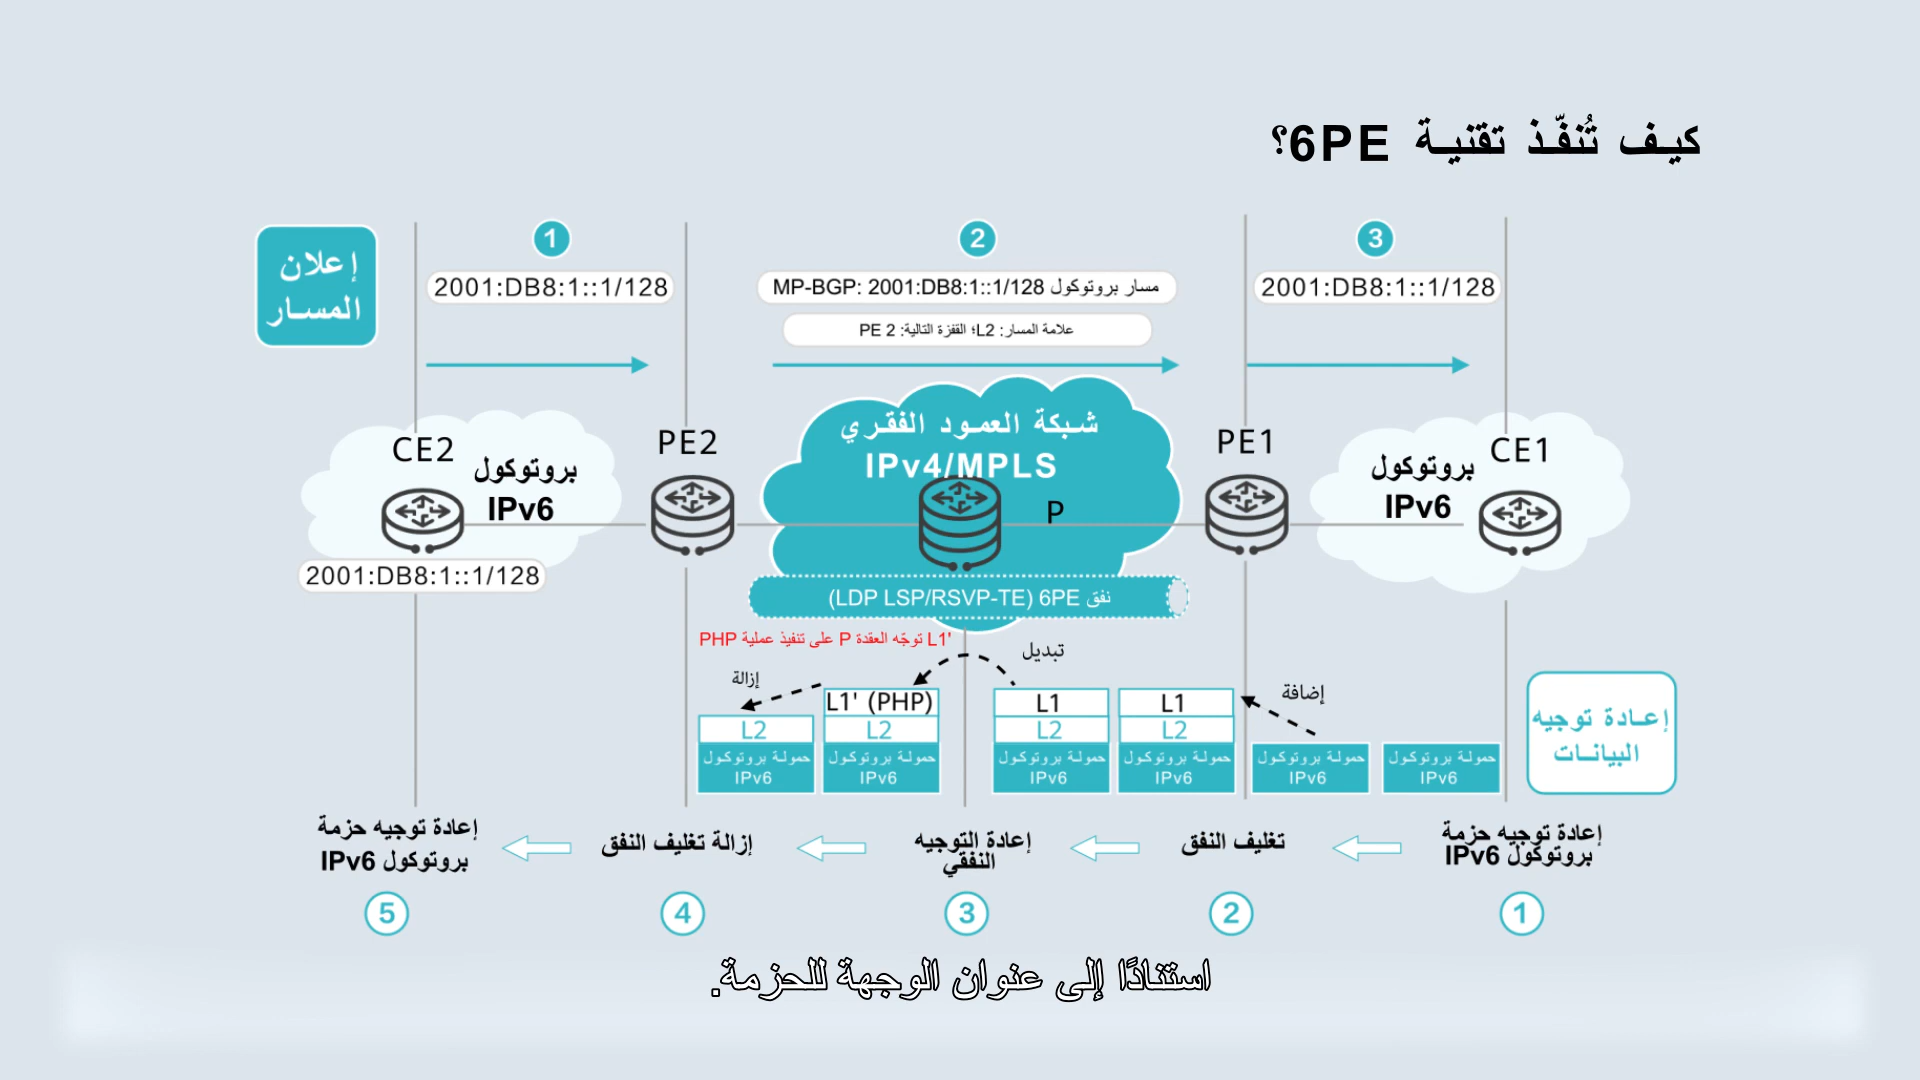 كيف تُنفّذ تقنية 6PE؟
إعلان
المسار
1
2
3
2001:DB8:1::1/128
مسار بروتوكول MP-BGP: 2001:DB8:1::1/128
2001:DB8:1::1/128
علامة المسار: L2؛ القفزة التالية: PE 2
شبكة العمود الفقري
IPv4/MPLS
CE2
PE2
PE1
CE1
بروتوكول
IPv6
P
بروتوكول
IPv6
2001:DB8:1::1/128
نفق 6PE (LDP LSP/RSVP-TE)
L1' توجّه العقدة P على تنفيذ عملية PHP
تبديل
إزالة
إضافة
L1' (PHP)
L1
L1
L2
L2
L2
L2
حمولة بروتوكول
IPv6
حمولة بروتوكول
IPv6
حمولة بروتوكول
IPv6
حمولة بروتوكول
IPv6
حمولة بروتوكول
IPv6
حمولة بروتوكول
IPv6
إعادة توجيه
البيانات
إعادة توجيه حزمة
بروتوكول IPv6
تغليف النفق
إعادة التوجيه
النفقي
إزالة تغليف النفق
إعادة توجيه حزمة
بروتوكول IPv6
1
2
3
4
5
استنادًا إلى عنوان الوجهة للحزمة.